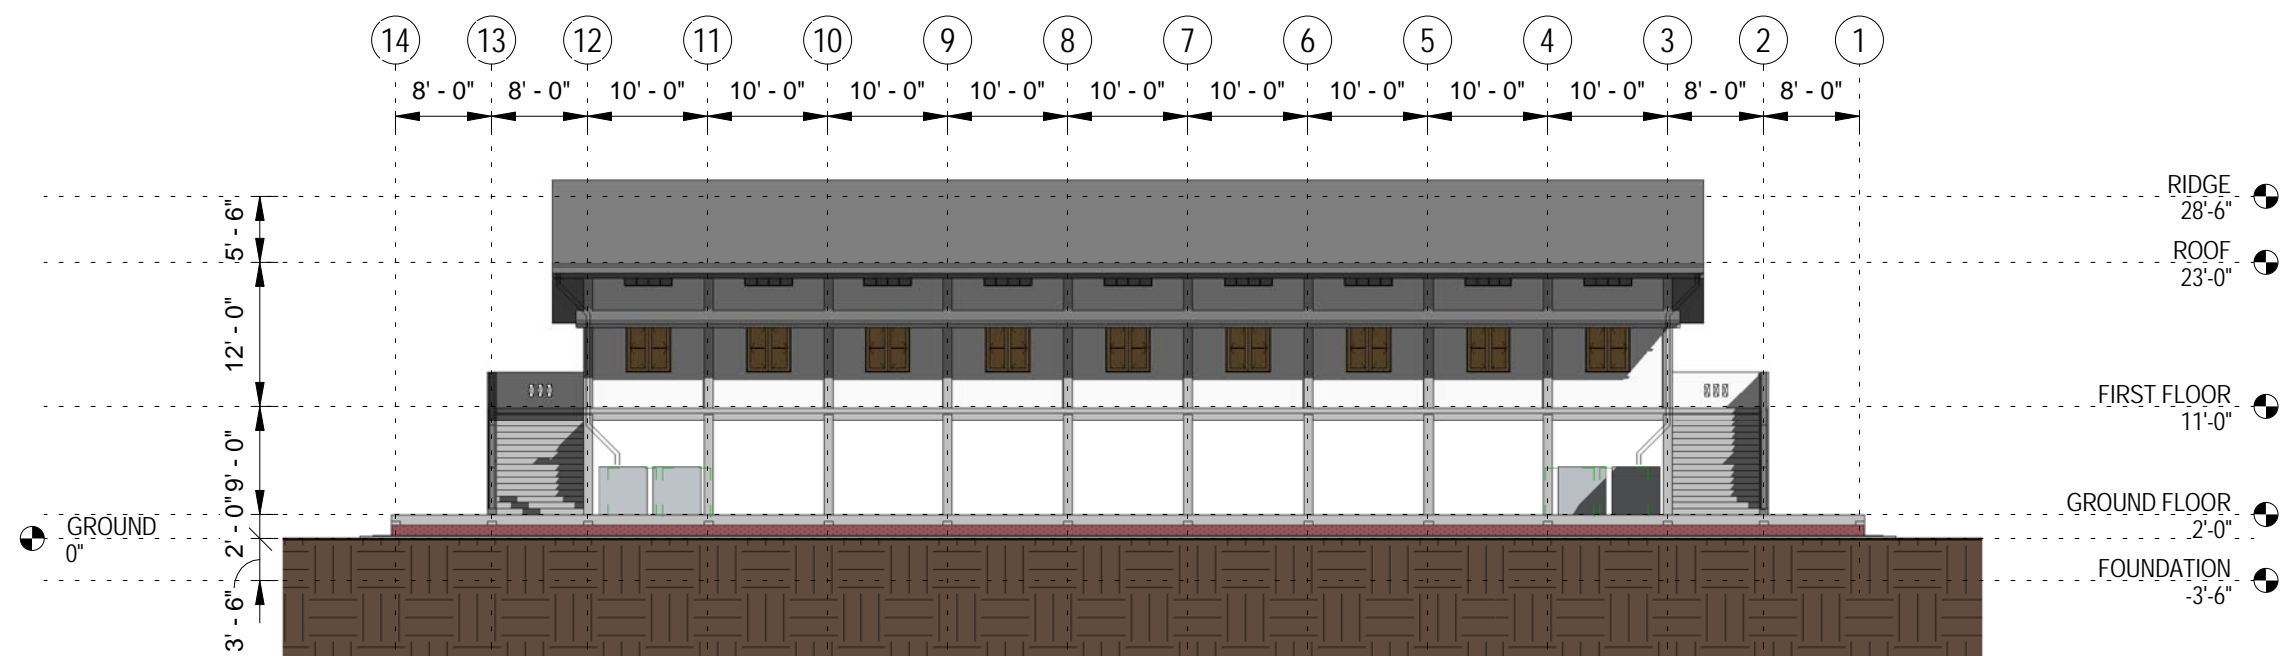 14 13 12 11 10 9 8 7 6 5 4 3 2 1
8' - 0" 8' - 0" 10' - 0" 10' - 0" 10' - 0" 10' - 0" 10' - 0" 10' - 0" 10' - 0" 10' - 0" 10' - 0" 8' - 0" 8' - 0"
5' - 6"
12' - 0"
9' - 0"
2' - 0"
3' - 6"
GROUND
0"
RIDGE
28'-6"
ROOF
23'-0"
FIRST FLOOR
11'-0"
GROUND FLOOR
2'-0"
FOUNDATION
-3'-6"